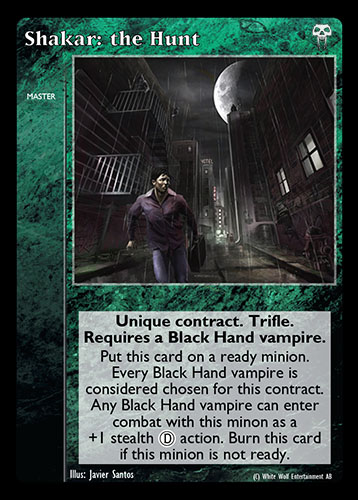 Shakar: the Hunt
MASTER
HOTEL
Unique contract. Trifle.
Requires a Black Hand vampire.
Put this card on a ready minion.
Every Black Hand vampire is
considered chosen for this contract.
Any Black Hand vampire can enter
combat with this minon as a
+1 stealth Ⓓ action. Burn this card
if this minion is not ready.
Illus: Javier Santos
(C) White Wolf Entertainment AB